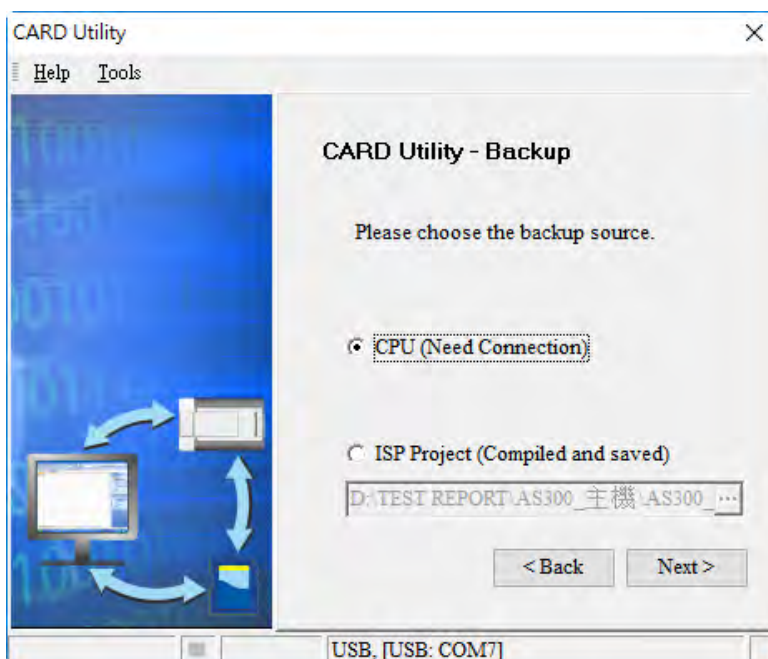 CARD Utility
Help Tools
CARD Utility - Backup
Please choose the backup source.
CPU (Need Connection)
ISP Project (Compiled and saved)
D:\TEST REPORT\AS300_主機\AS300_ ...
< Back Next >
USB, [USB: COM7]